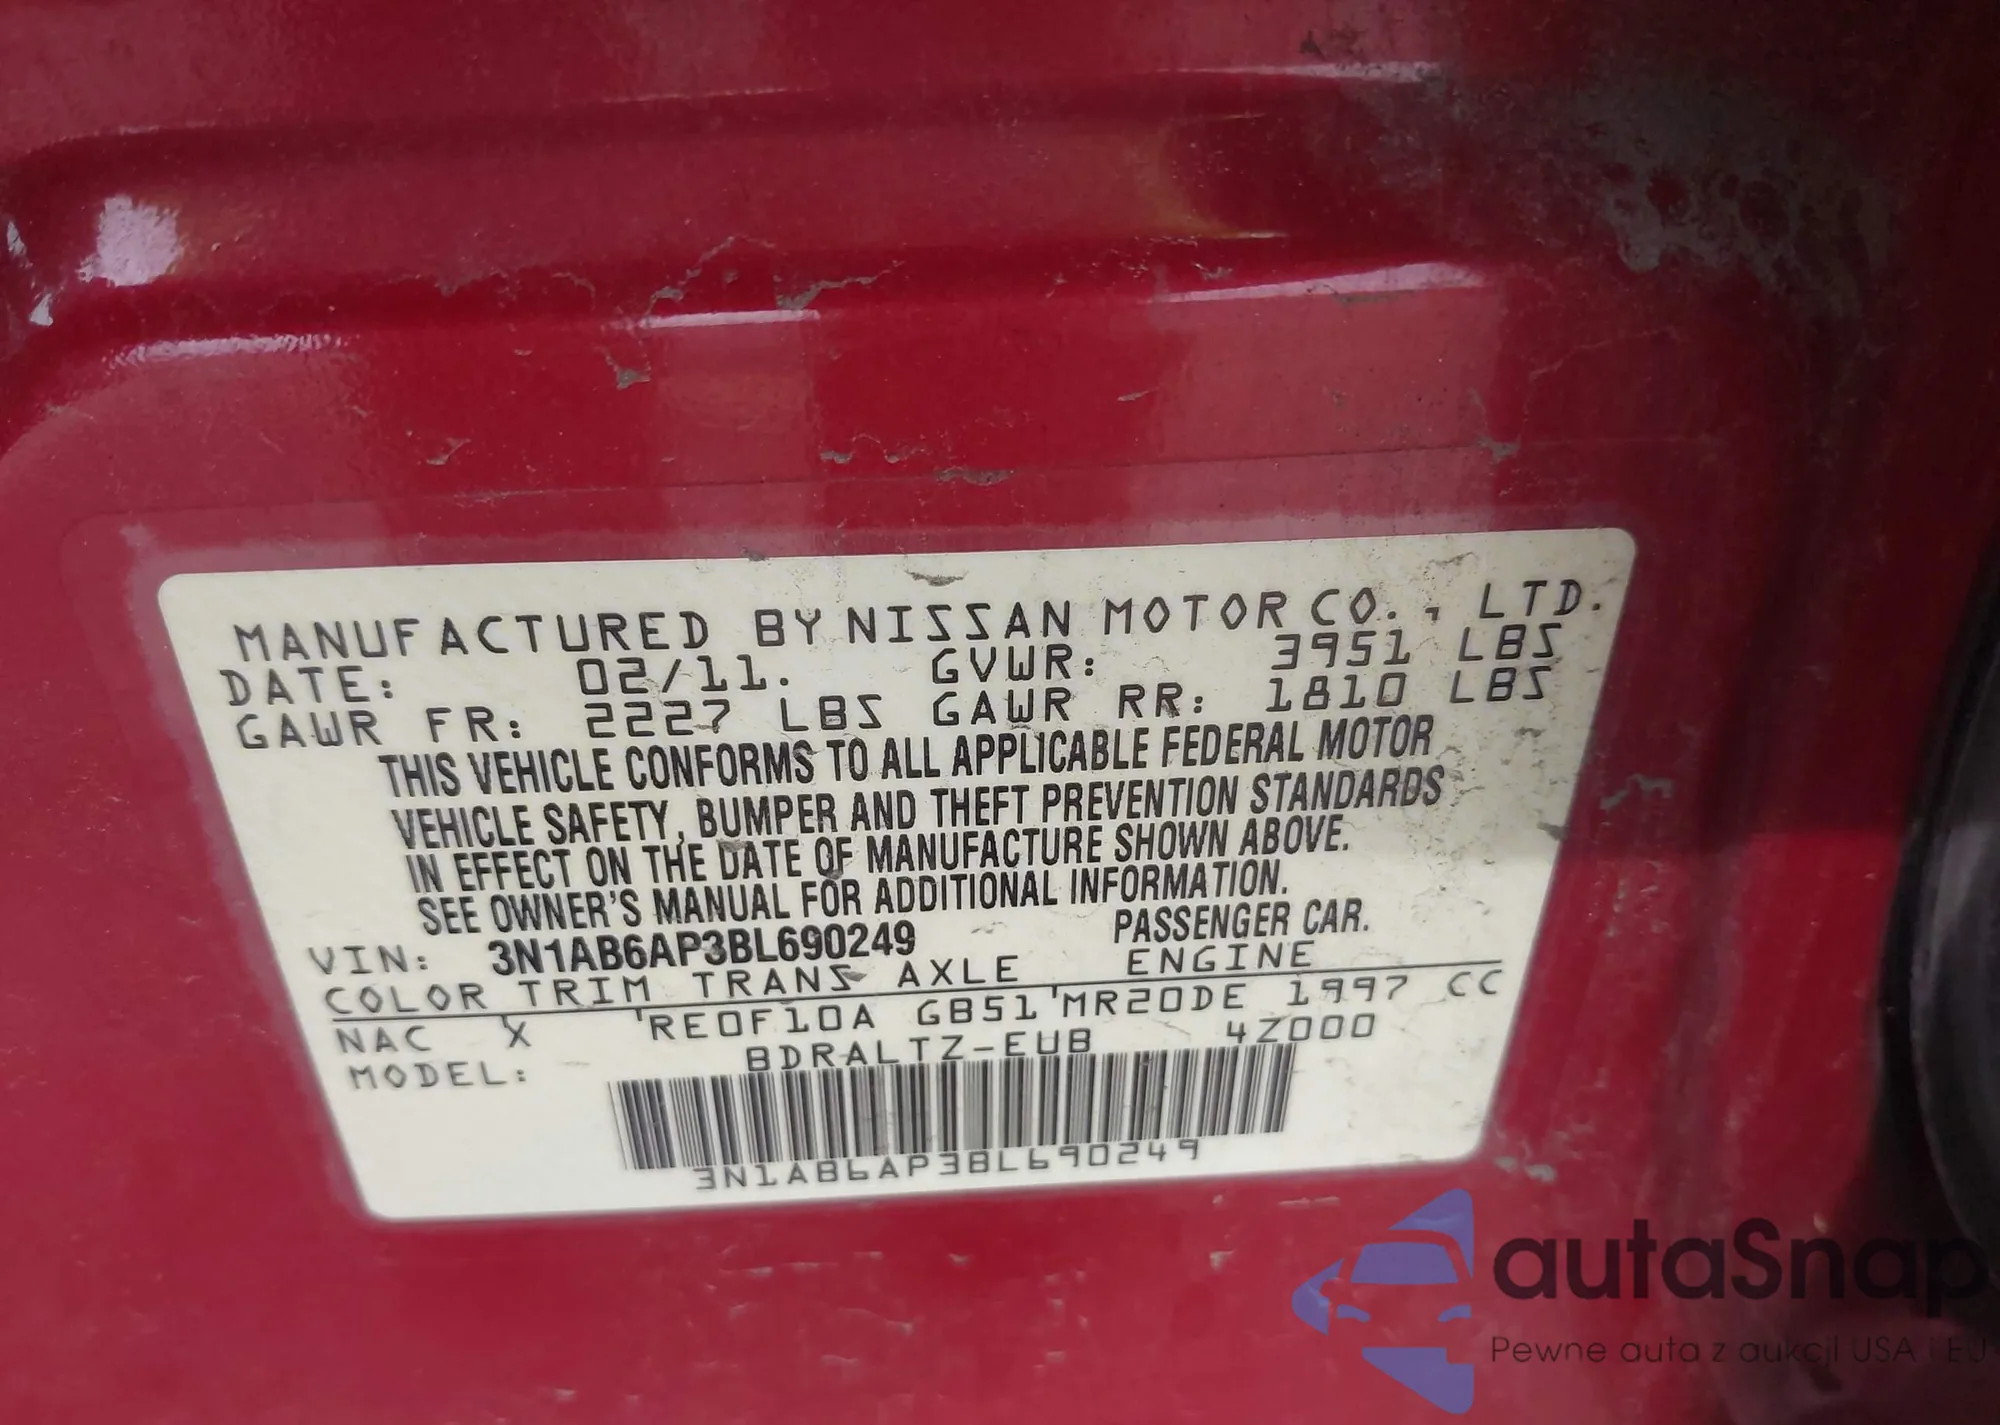 MANUFACTURED BY NISSAN MOTOR CO., LTD.
DATE: 02/11. GVWR: 3951 LBS
GAWR FR: 2227 LBS GAWR RR: 1810 LBS
THIS VEHICLE CONFORMS TO ALL APPLICABLE FEDERAL MOTOR
VEHICLE SAFETY, BUMPER AND THEFT PREVENTION STANDARDS
IN EFFECT ON THE DATE OF MANUFACTURE SHOWN ABOVE.
SEE OWNER'S MANUAL FOR ADDITIONAL INFORMATION.
VIN: 3N1AB6AP3BL690249 PASSENGER CAR.
COLOR TRIM TRANS AXLE ENGINE
NAC X 'RE0F10A GB51 'MR20DE 1997 CC
MODEL: BDRALTZ-EUB 4Z000
3N1AB6AP3BL690249
autaSnap
Pewne auta z aukcji USA i EU